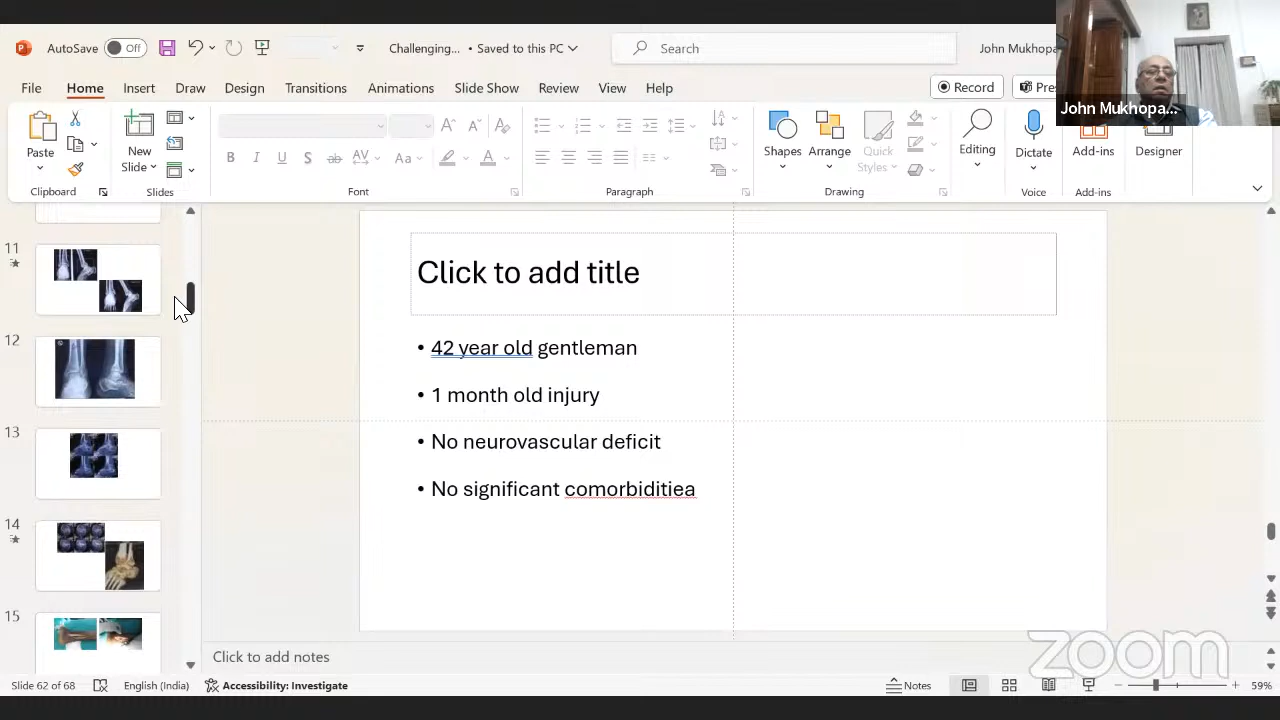 AutoSave Off Challenging... • Saved to this PC Search John Mukhopa
File Home Insert Draw Design Transitions Animations Slide Show Review View Help Record Pres
John Mukhopa...
Paste New Slide Shapes Arrange Quick Styles Editing Dictate Add-ins Designer
B I U S ab AV Aa A
Clipboard Slides Font Paragraph Drawing Voice Add-ins
11
12
13
14
15
Click to add title
• 42 year old gentleman
• 1 month old injury
• No neurovascular deficit
• No significant comorbiditiea
Click to add notes
zoom
Slide 62 of 68 English (India) Accessibility: Investigate Notes 59%